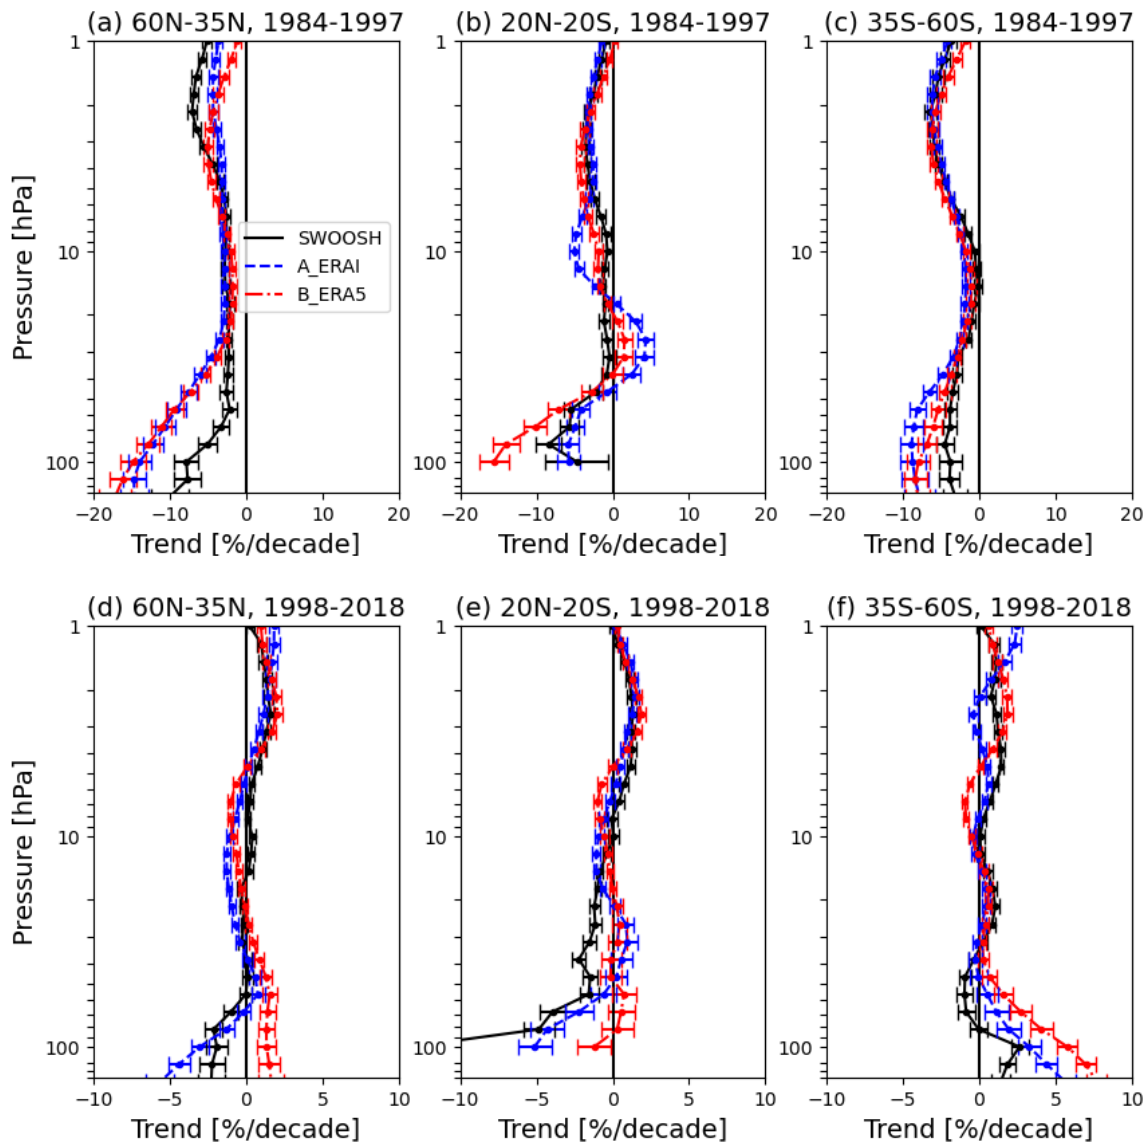 (a) 60N-35N, 1984-1997
(b) 20N-20S, 1984-1997
(c) 35S-60S, 1984-1997
1
10
100
Pressure [hPa]
SWOOSH
A_ERAI
B_ERA5
−20
−10
0
10
20
Trend [%/decade]
1
10
100
−20
−10
0
10
20
Trend [%/decade]
1
10
100
−20
−10
0
10
20
Trend [%/decade]
(d) 60N-35N, 1998-2018
(e) 20N-20S, 1998-2018
(f) 35S-60S, 1998-2018
1
10
100
Pressure [hPa]
−10
−5
0
5
10
Trend [%/decade]
1
10
100
−10
−5
0
5
10
Trend [%/decade]
1
10
100
−10
−5
0
5
10
Trend [%/decade]